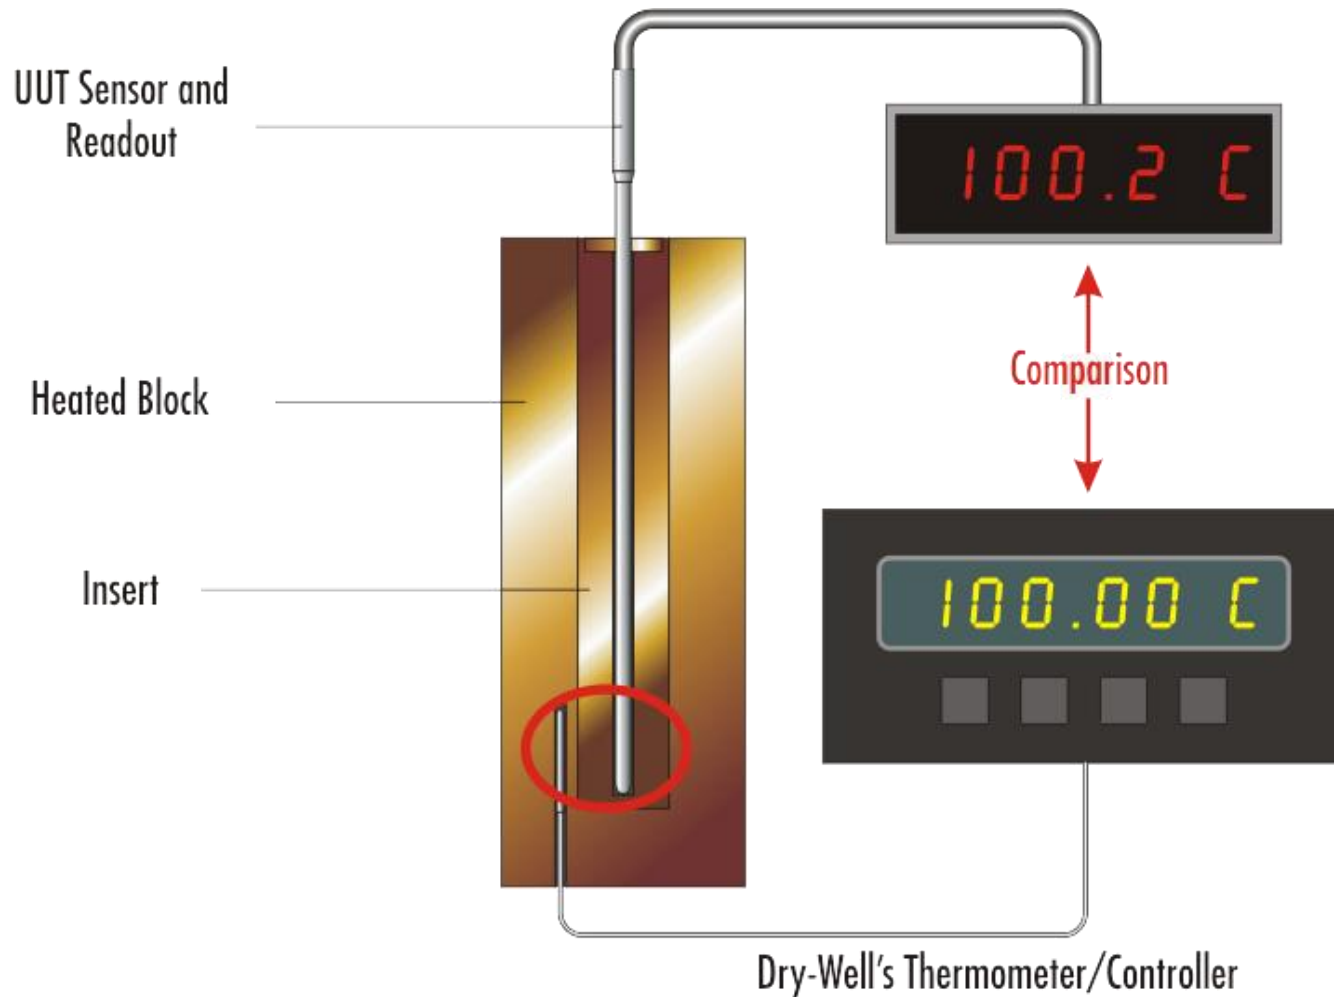 UUT Sensor and
Readout
100.2 C
Heated Block
Comparison
Insert
100.00 C
Dry-Well's Thermometer/Controller